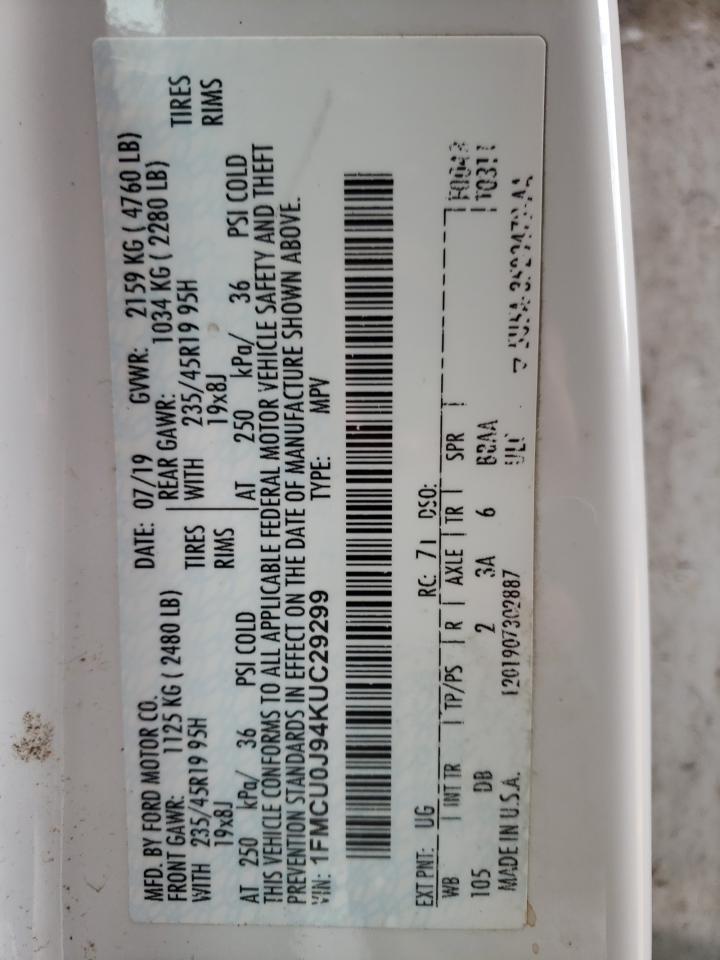 MFD. BY FORD MOTOR CO. DATE: 07/19 GVWR: 2159 KG ( 4760 LB)
FRONT GAWR: 1125 KG ( 2480 LB) REAR GAWR: 1034 KG ( 2280 LB)
WITH 235/45R19 95H TIRES WITH 235/45R19 95H TIRES
19x8J RIMS 19x8J RIMS
AT 250 kPa/ 36 PSI COLD AT 250 kPa/ 36 PSI COLD
THIS VEHICLE CONFORMS TO ALL APPLICABLE FEDERAL MOTOR VEHICLE SAFETY AND THEFT
PREVENTION STANDARDS IN EFFECT ON THE DATE OF MANUFACTURE SHOWN ABOVE.
VIN: 1FMCU0J94KUC29299 TYPE: MPV
EXT PNT: UG RC: 71 DSO:
WB INT TR TP/PS R AXLE TR SPR
105 DB 2 3A 6
MADE IN U.S.A. 1201907302887